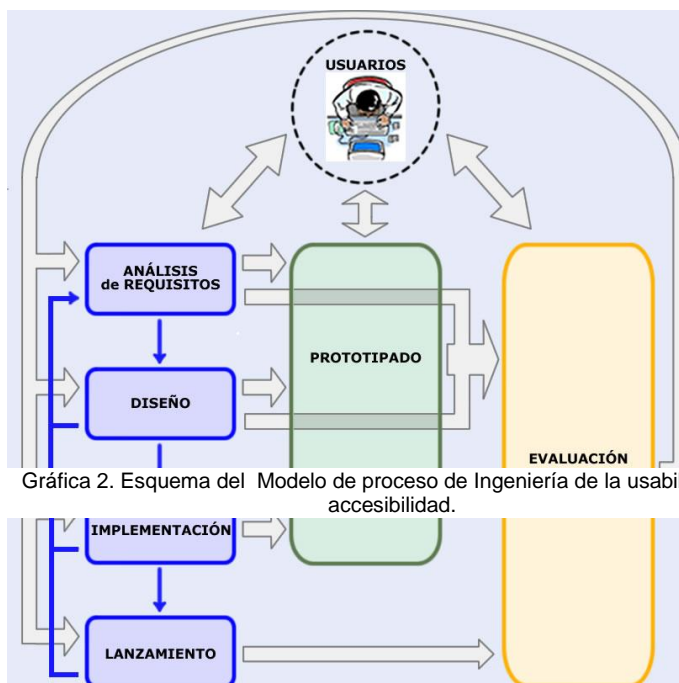 USUARIOS
ANÁLISIS
de REQUISITOS
PROTOTIPADO
DISEÑO
EVALUACIÓN
Gráfica 2. Esquema del Modelo de proceso de Ingeniería de la usabi
accesibilidad.
IMPLEMENTACIÓN
LANZAMIENTO